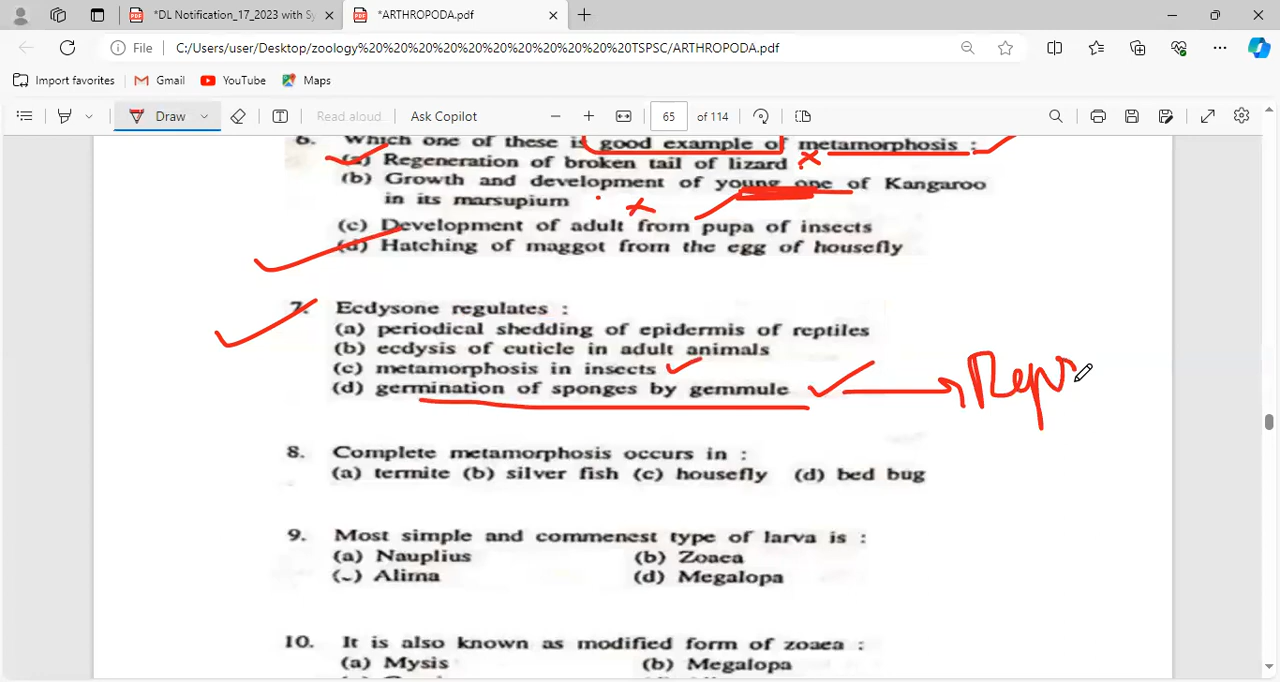 *DL Notification_17_2023 with Sy
*ARTHROPODA.pdf
File
C:/Users/user/Desktop/zoology%20%20%20%20%20%20%20%20%20%20TSPSC/ARTHROPODA.pdf
Import favorites
Gmail
YouTube
Maps
Draw
Read aloud
Ask Copilot
65
of 114
6. Which one of these is good example of metamorphosis :
(a) Regeneration of broken tail of lizard
(b) Growth and development of young one of Kangaroo
in its marsupium
(c) Development of adult from pupa of insects
(d) Hatching of maggot from the egg of housefly
7. Ecdysone regulates :
(a) periodical shedding of epidermis of reptiles
(b) ecdysis of cuticle in adult animals
(c) metamorphosis in insects
(d) germination of sponges by gemmule
Repr
8. Complete metamorphosis occurs in :
(a) termite (b) silver fish (c) housefly (d) bed bug
9. Most simple and commenest type of larva is :
(a) Nauplius (b) Zoaea
(c) Alima (d) Megalopa
10. It is also known as modified form of zoaea :
(a) Mysis (b) Megalopa